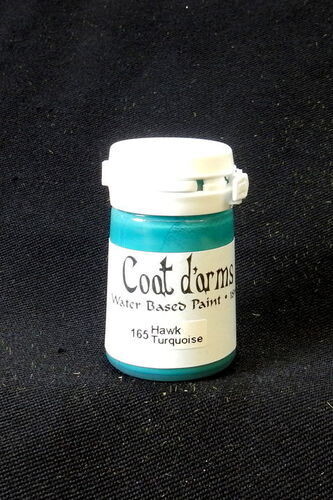 Coat d'arms
Water Based Paint •
165 Hawk
Turquoise